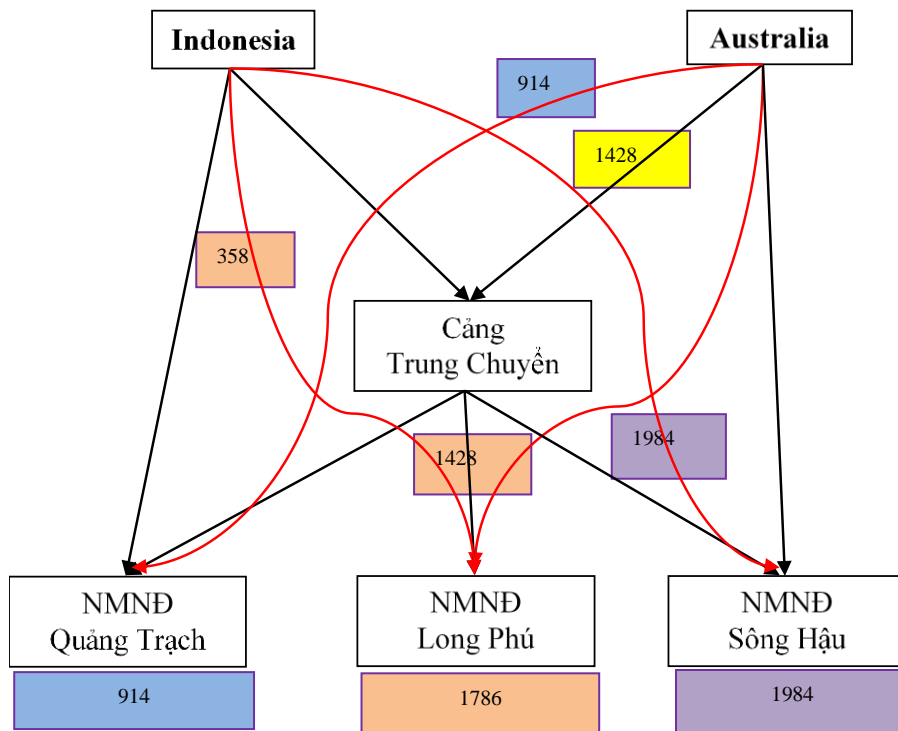 Indonesia
Australia
914
1428
358
Cảng
Trung Chuyển
1984
1428
NMNĐ
Quảng Trạch
NMNĐ
Long Phú
NMNĐ
Sông Hậu
914
1786
1984